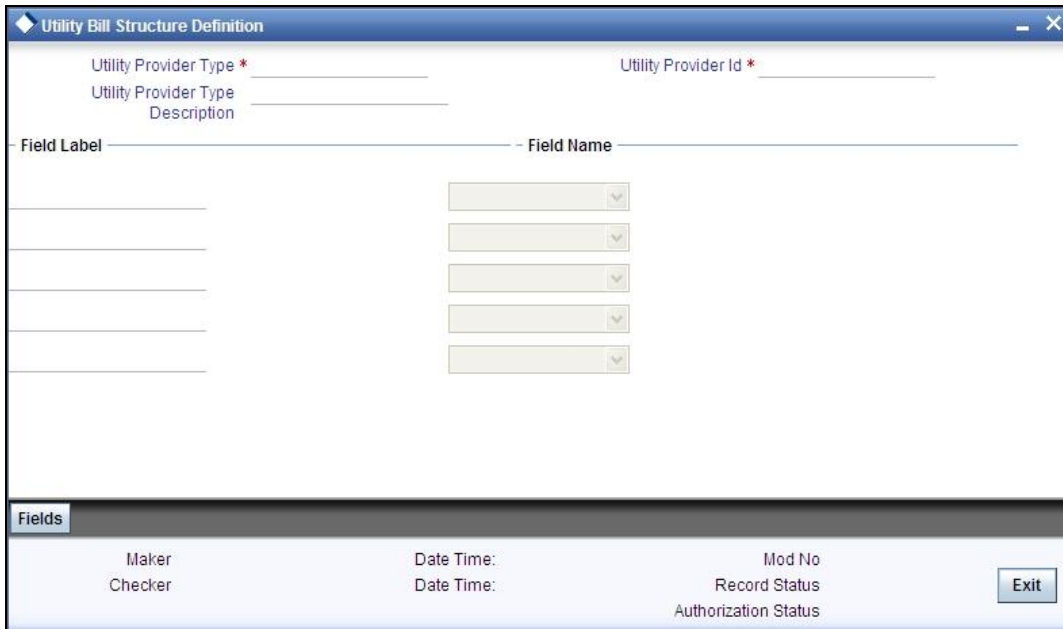 Utility Bill Structure Definition
Utility Provider Type *
Utility Provider Id *
Utility Provider Type
Description
Field Label
Field Name
Fields
Maker
Date Time:
Mod No
Checker
Date Time:
Record Status
Authorization Status
Exit